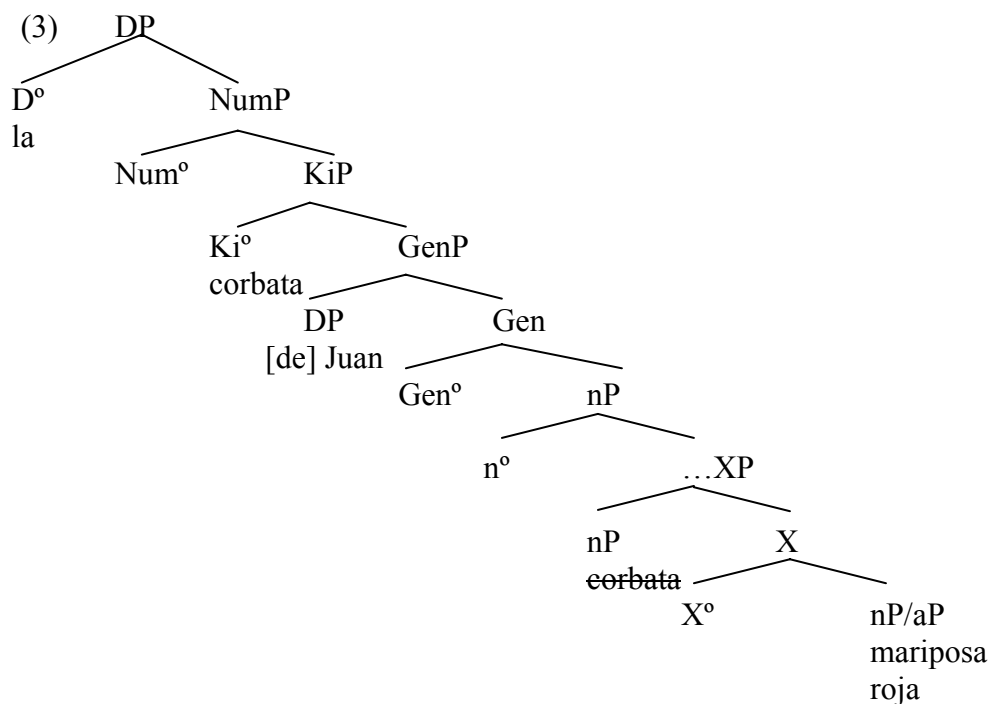 (3) DP
Dº NumP
la
Numº KiP
Kiº GenP
corbata
DP Gen
[de] Juan
Genº nP
nº …XP
nP X
corbata
Xº nP/aP
mariposa
roja